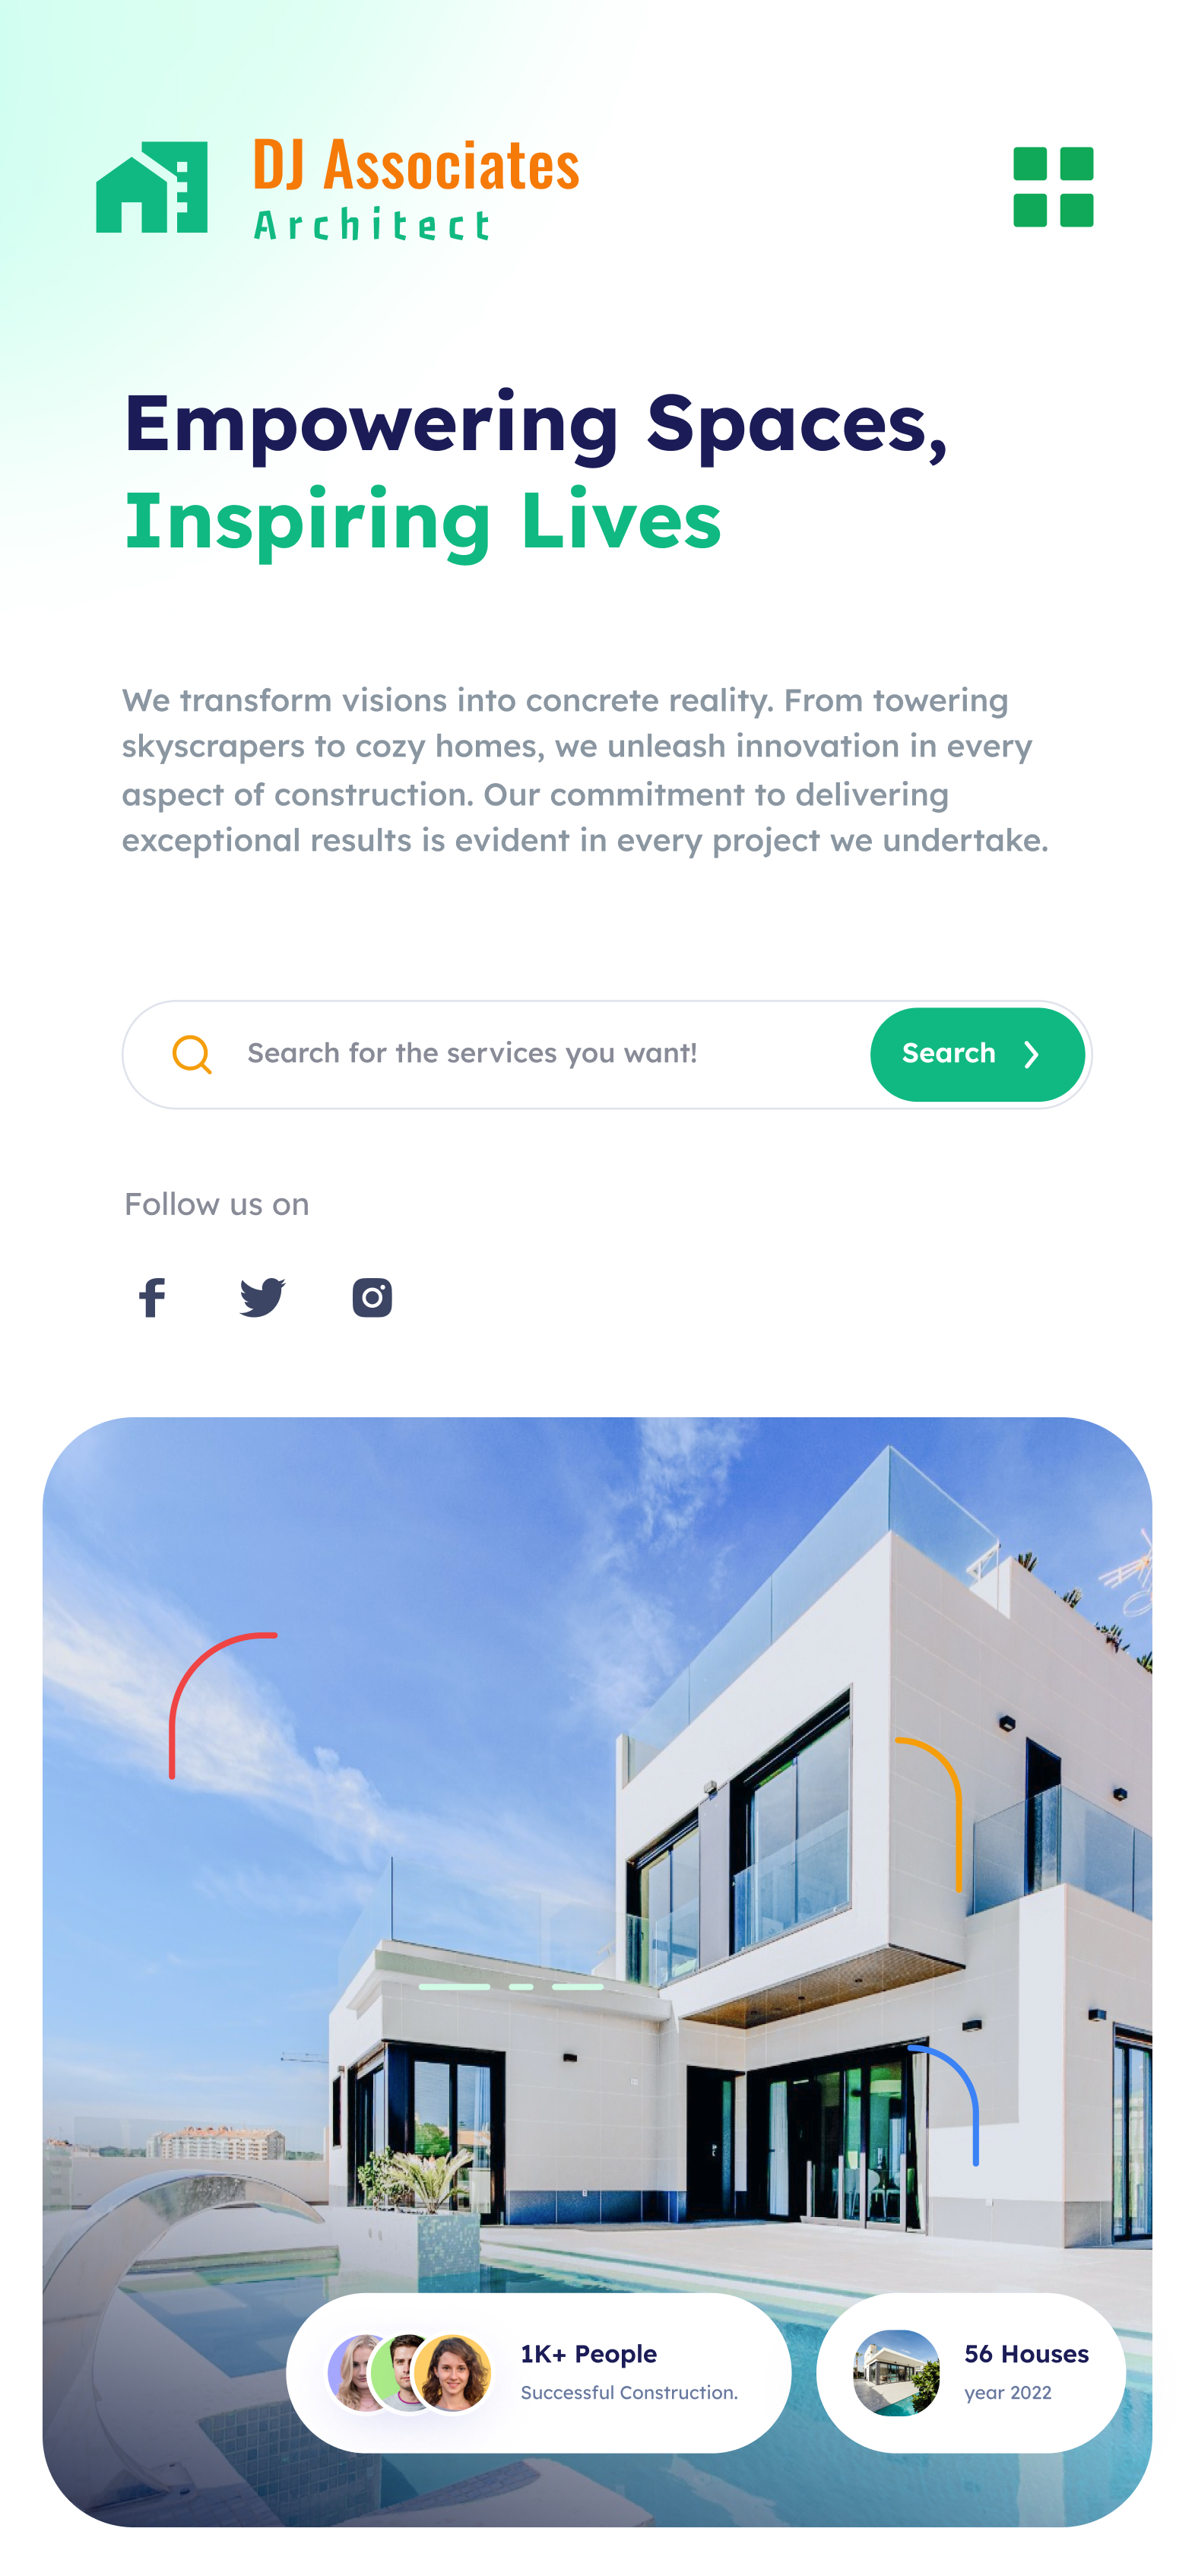 DJ Associates
Architect
Empowering Spaces,
Inspiring Lives
We transform visions into concrete reality. From towering
skyscrapers to cozy homes, we unleash innovation in every
aspect of construction. Our commitment to delivering
exceptional results is evident in every project we undertake.
Search for the services you want!
Search
Follow us on
1K+ People
Successful Construction.
56 Houses
year 2022